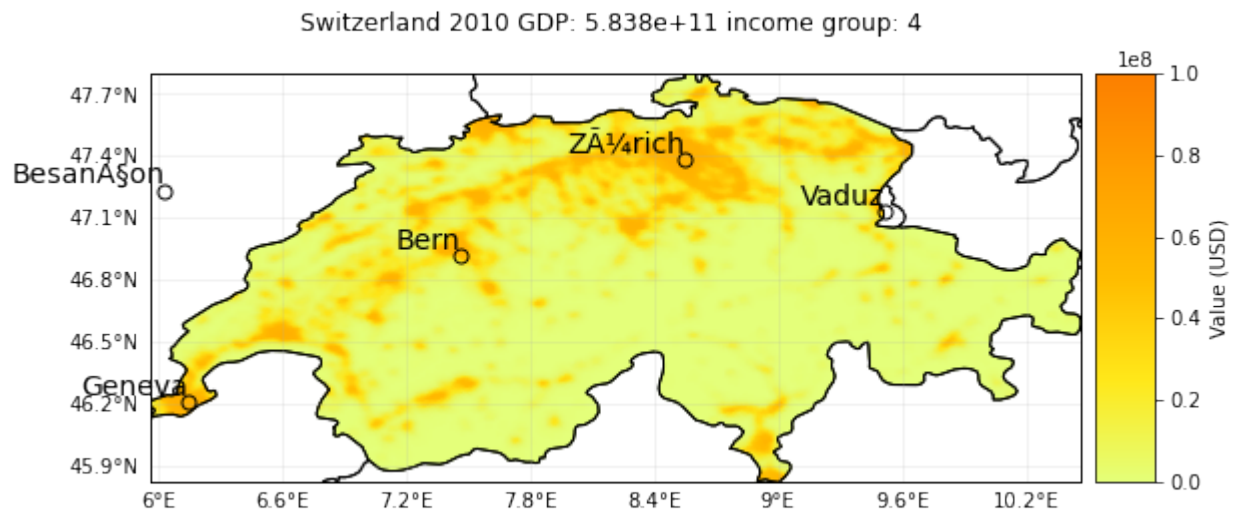 Switzerland 2010 GDP: 5.838e+11 income group: 4
1e8
47.7°N
47.4°N
47.1°N
46.8°N
46.5°N
46.2°N
45.9°N
BesanÃ§on
ZÃ¼rich
Vaduz
Bern
Geneva
6°E
6.6°E
7.2°E
7.8°E
8.4°E
9°E
9.6°E
10.2°E
1.0
0.8
0.6
0.4
0.2
0.0
Value (USD)